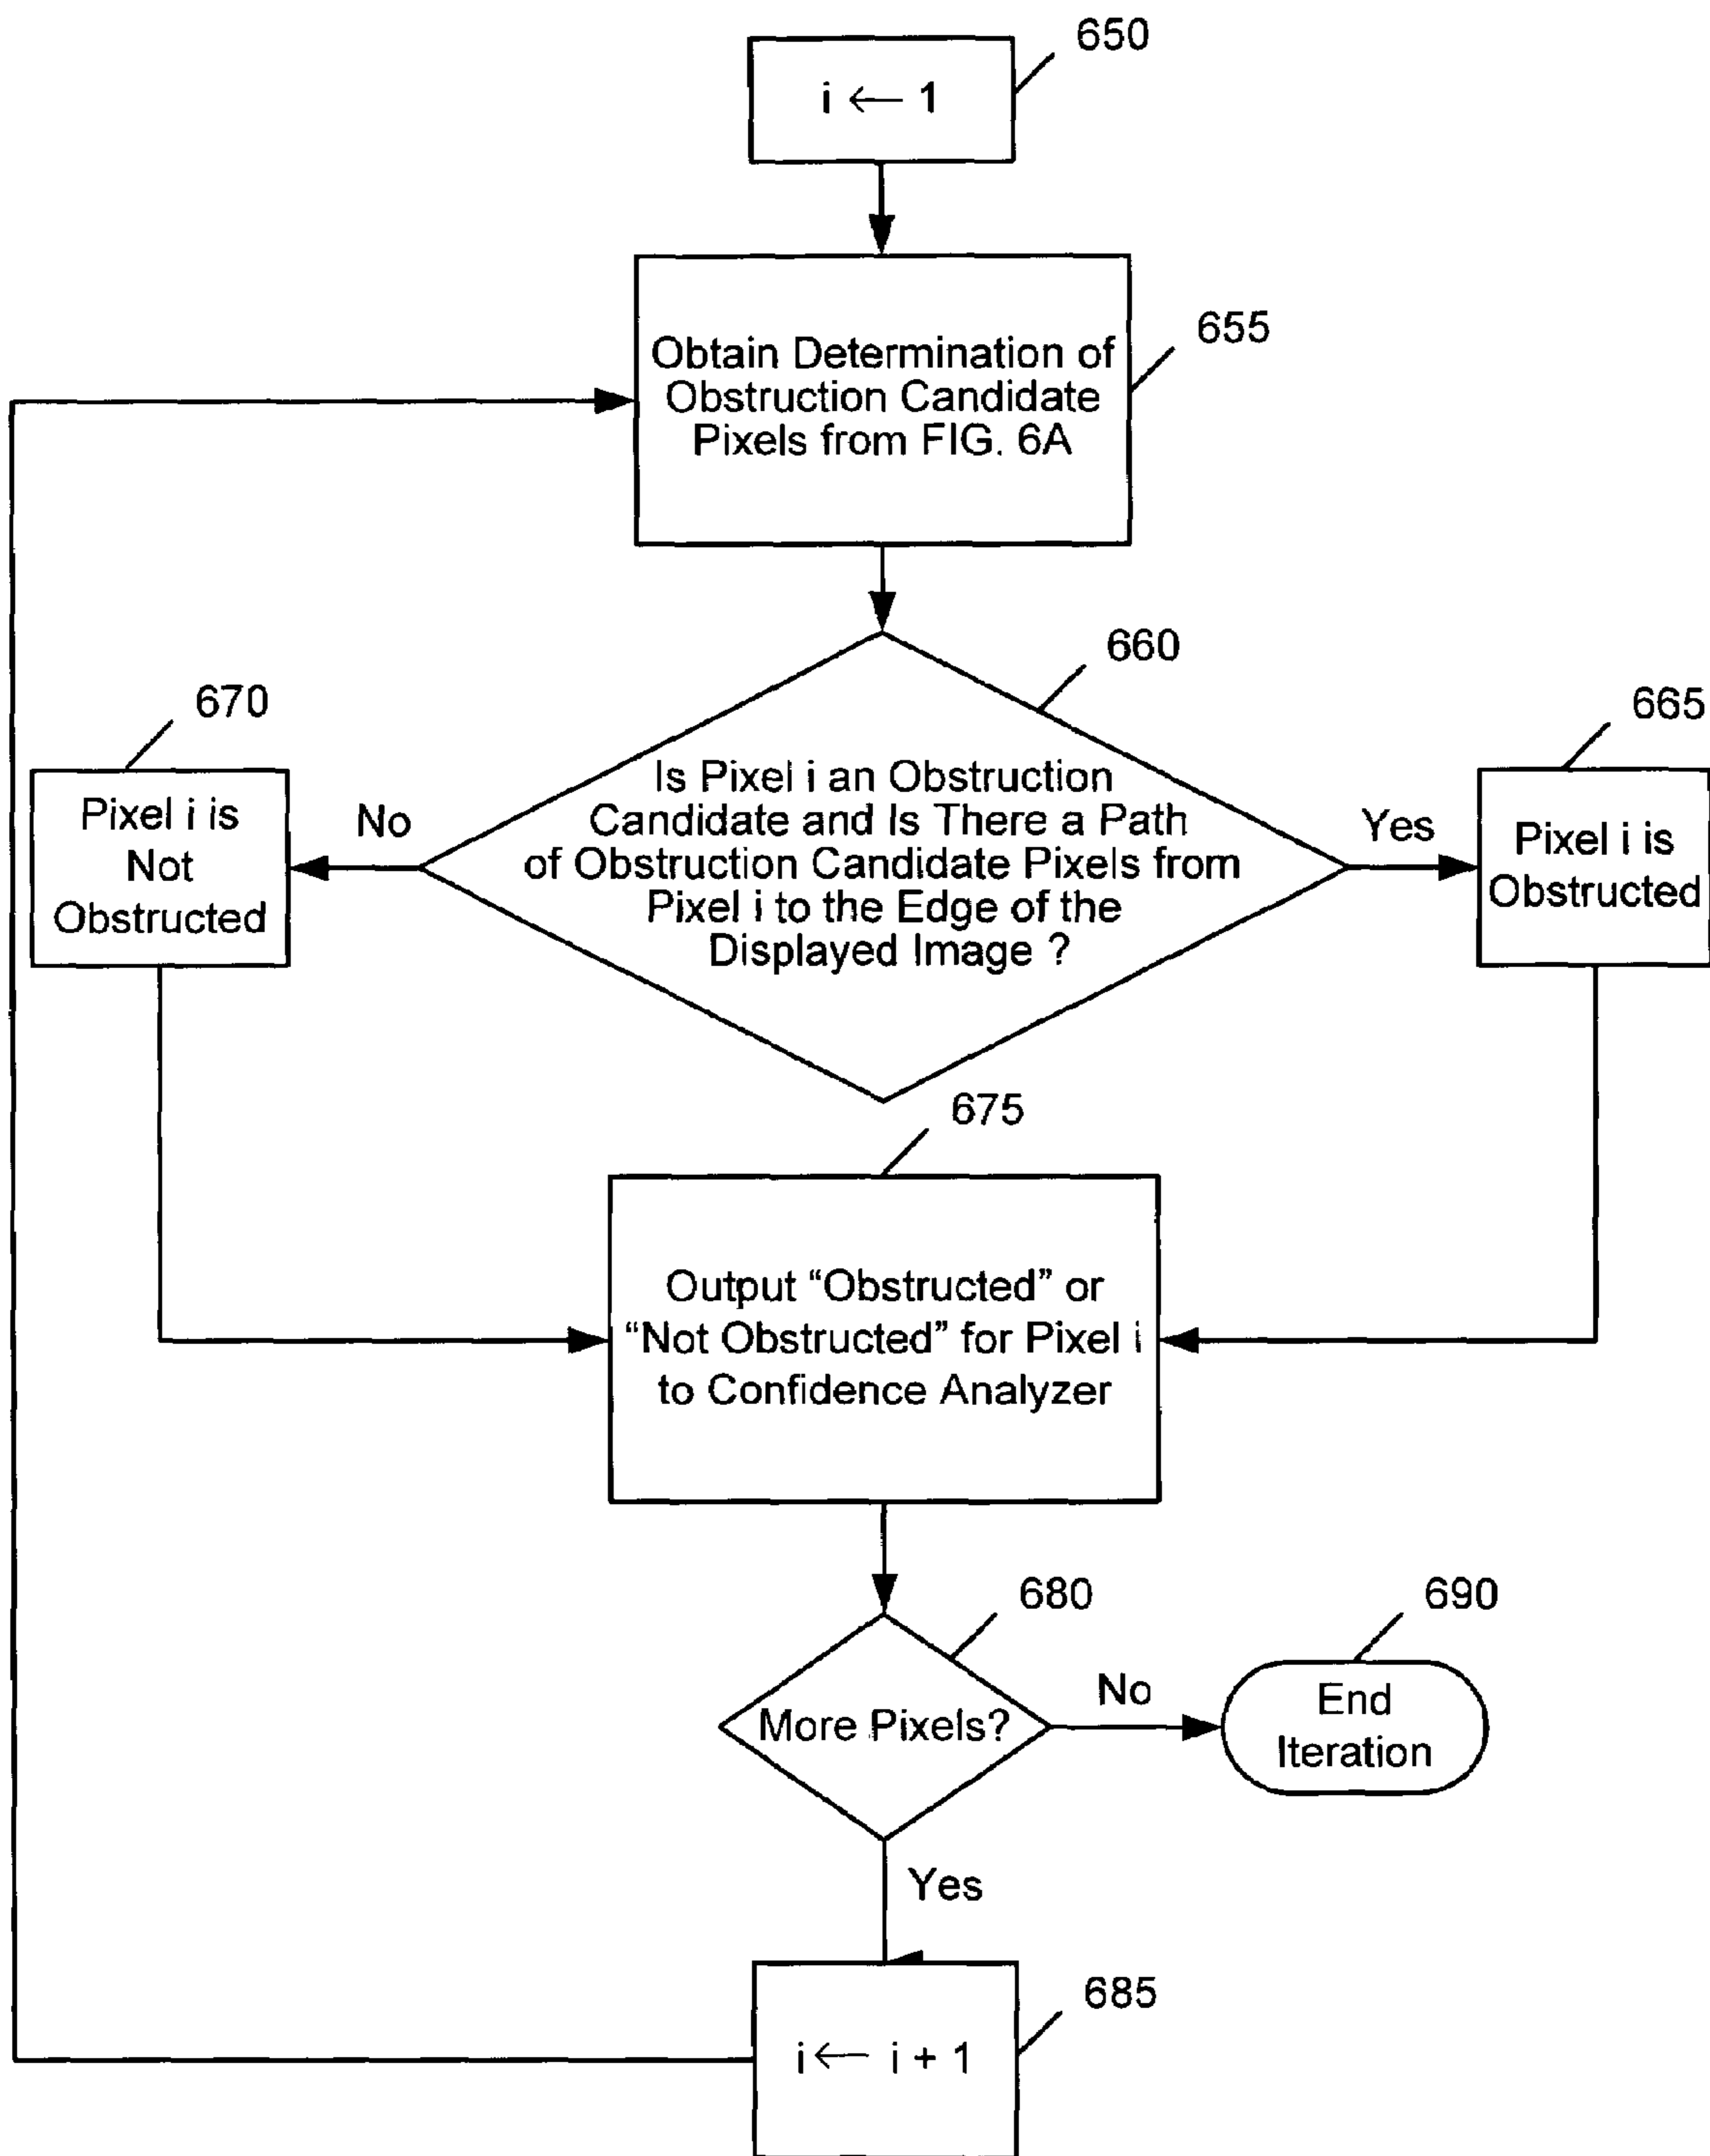 650
i ← 1
655
Obtain Determination of
Obstruction Candidate
Pixels from FIG. 6A
660
Is Pixel i an Obstruction
Candidate and Is There a Path
of Obstruction Candidate Pixels from
Pixel i to the Edge of the
Displayed Image ?
670
Pixel i is
Not
Obstructed
No
Yes
665
Pixel i is
Obstructed
675
Output “Obstructed” or
“Not Obstructed” for Pixel i
to Confidence Analyzer
680
More Pixels?
No
690
End
Iteration
Yes
685
i ← i + 1